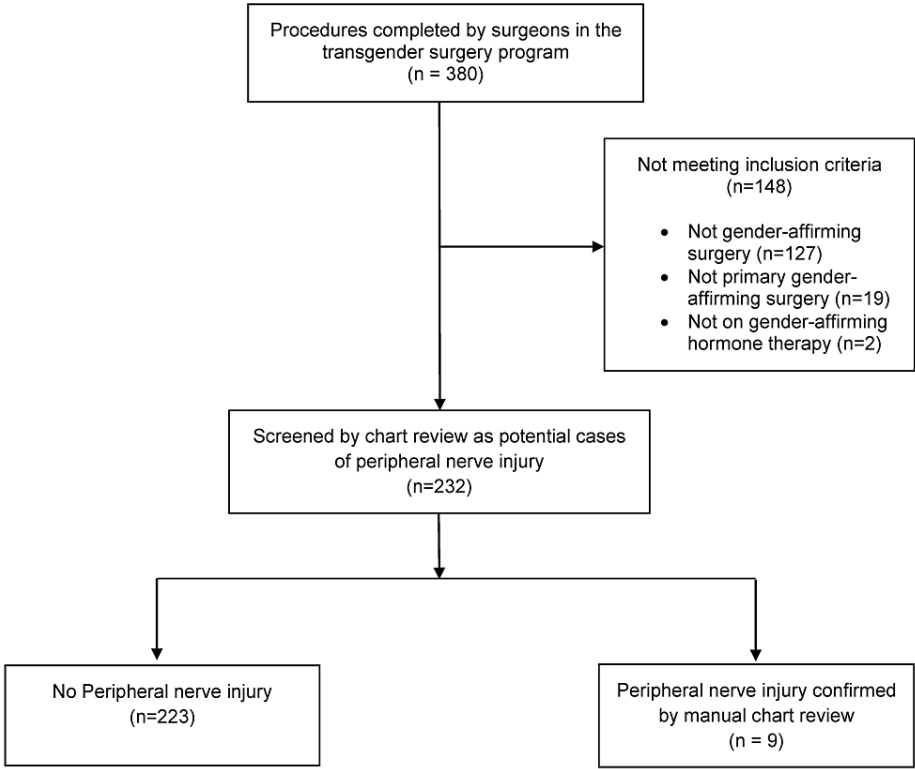 Procedures completed by surgeons in the
transgender surgery program
(n = 380)
Not meeting inclusion criteria
(n=148)
• Not gender-affirming
surgery (n=127)
• Not primary gender-
affirming surgery (n=19)
• Not on gender-affirming
hormone therapy (n=2)
Screened by chart review as potential cases
of peripheral nerve injury
(n=232)
No Peripheral nerve injury
(n=223)
Peripheral nerve injury confirmed
by manual chart review
(n = 9)